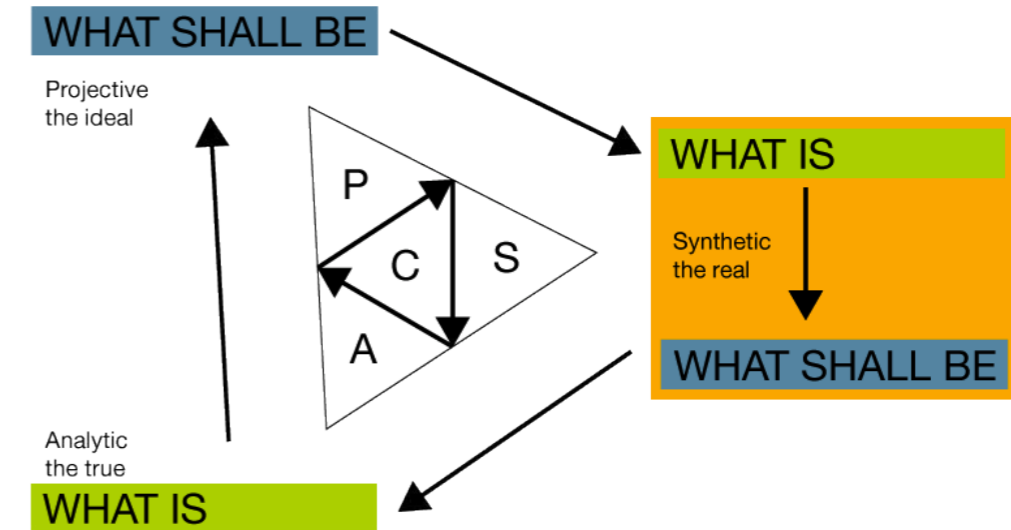 WHAT SHALL BE
Projective
the ideal
P
C
S
A
WHAT IS
Synthetic
the real
WHAT SHALL BE
Analytic
the true
WHAT IS